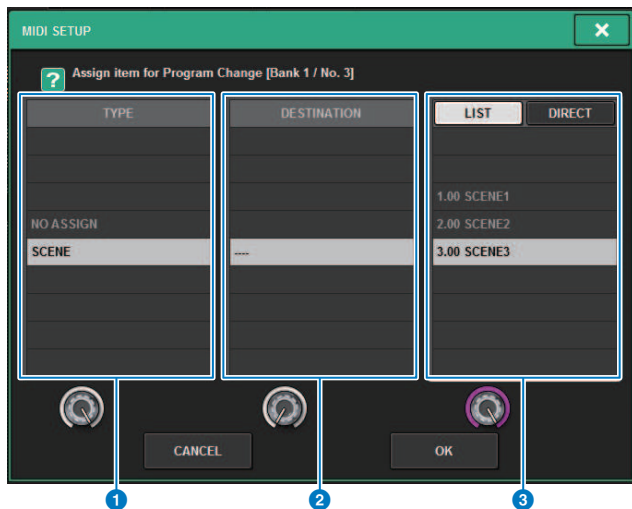 MIDI SETUP
?
Assign item for Program Change [Bank 1 / No. 3]
TYPE
DESTINATION
LIST
DIRECT
1.00 SCENE1
NO ASSIGN
2.00 SCENE2
SCENE
----
3.00 SCENE3
CANCEL
OK
1
2
3